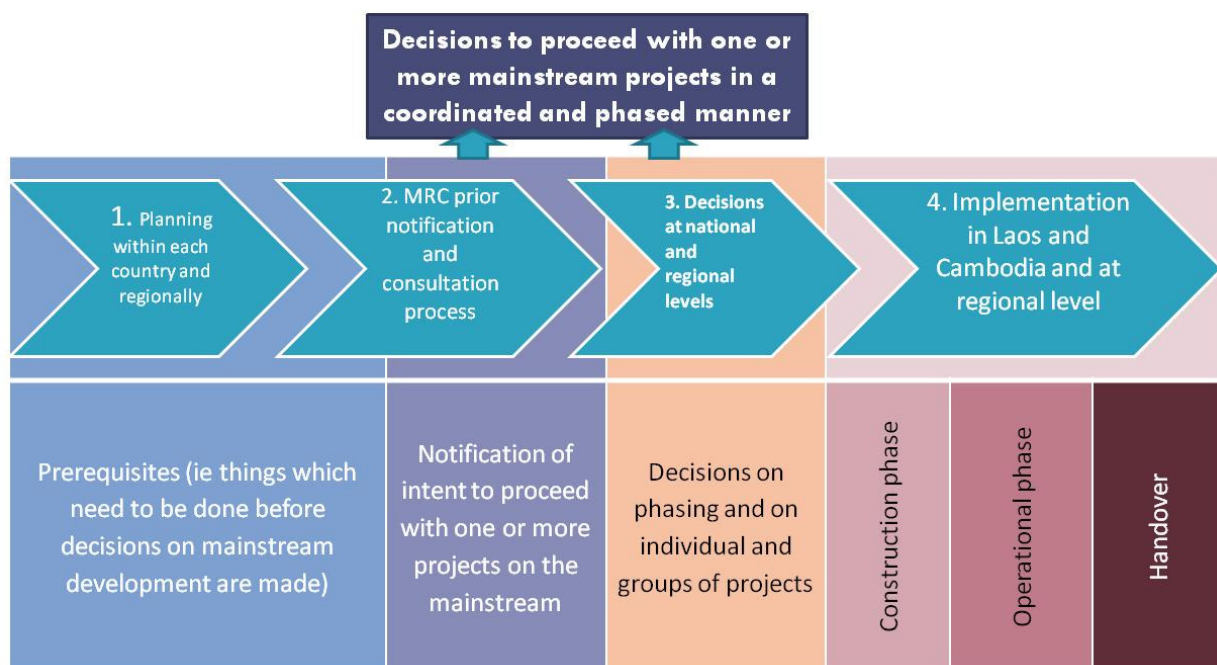 Decisions to proceed with one or
more mainstream projects in a
coordinated and phased manner
1. Planning
within each
country and
regionally
2. MRC prior
notification
and
consultation
process
3. Decisions
at national
and
regional
levels
4. Implementation
in Laos and
Cambodia and at
regional level
Prerequisites (ie things which
need to be done before
decisions on mainstream
development are made)
Notification of
intent to proceed
with one or more
projects on the
mainstream
Decisions on
phasing and on
individual and
groups of projects
Construction phase
Operational phase
Handover